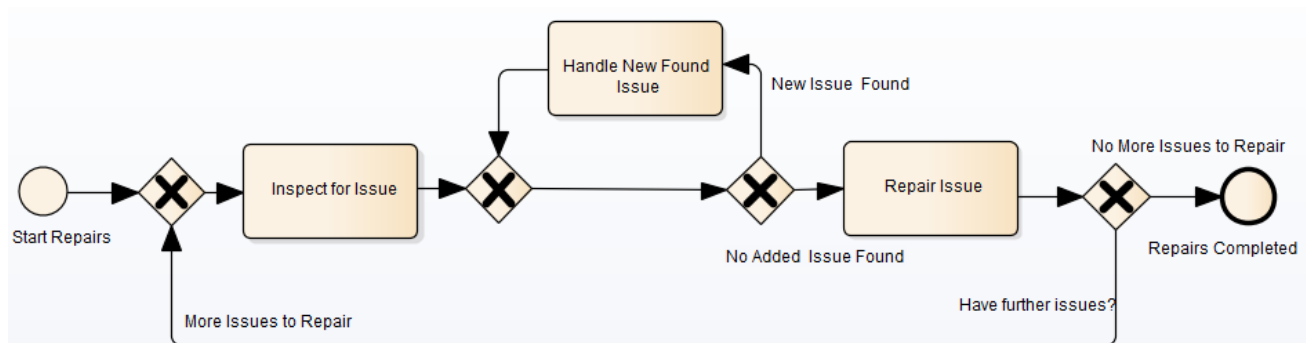 Handle New Found
Issue
New Issue  Found
No More Issues to Repair
Inspect for Issue
Repair Issue
Start Repairs
No Added  Issue Found
Repairs Completed
Have further issues?
More Issues to Repair